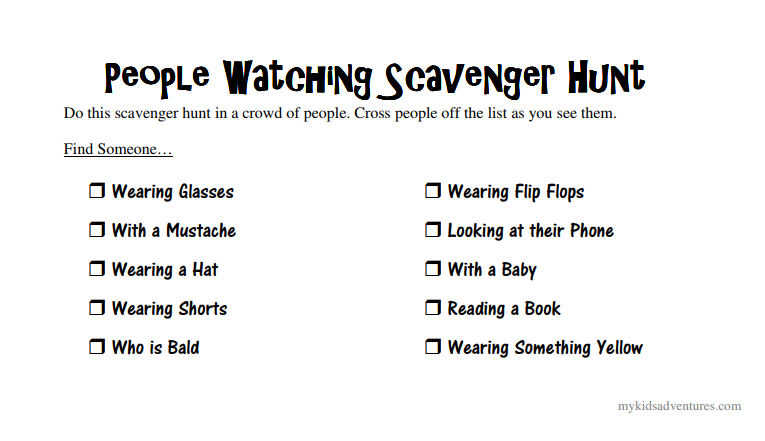 People Watching Scavenger Hunt
Do this scavenger hunt in a crowd of people. Cross people off the list as you see them.
Find Someone…
❐ Wearing Glasses
❐ With a Mustache
❐ Wearing a Hat
❐ Wearing Shorts
❐ Who is Bald
❐ Wearing Flip Flops
❐ Looking at their Phone
❐ With a Baby
❐ Reading a Book
❐ Wearing Something Yellow
mykidsadventures.com